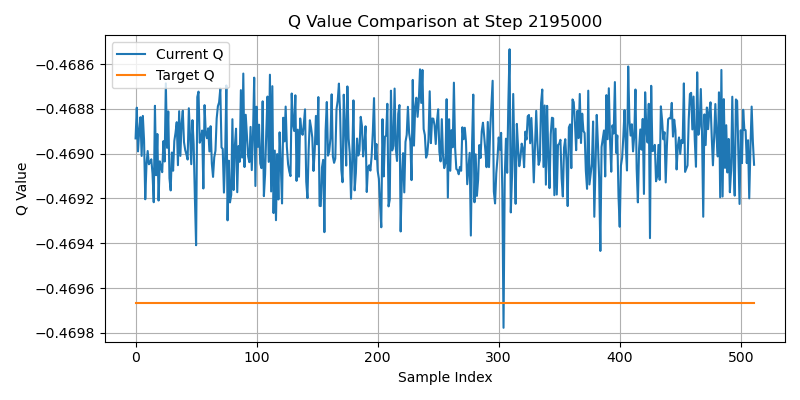 Q Value Comparison at Step 2195000
Current Q
Target Q
Q Value
−0.4686
−0.4688
−0.4690
−0.4692
−0.4694
−0.4696
−0.4698
0 100 200 300 400 500
Sample Index